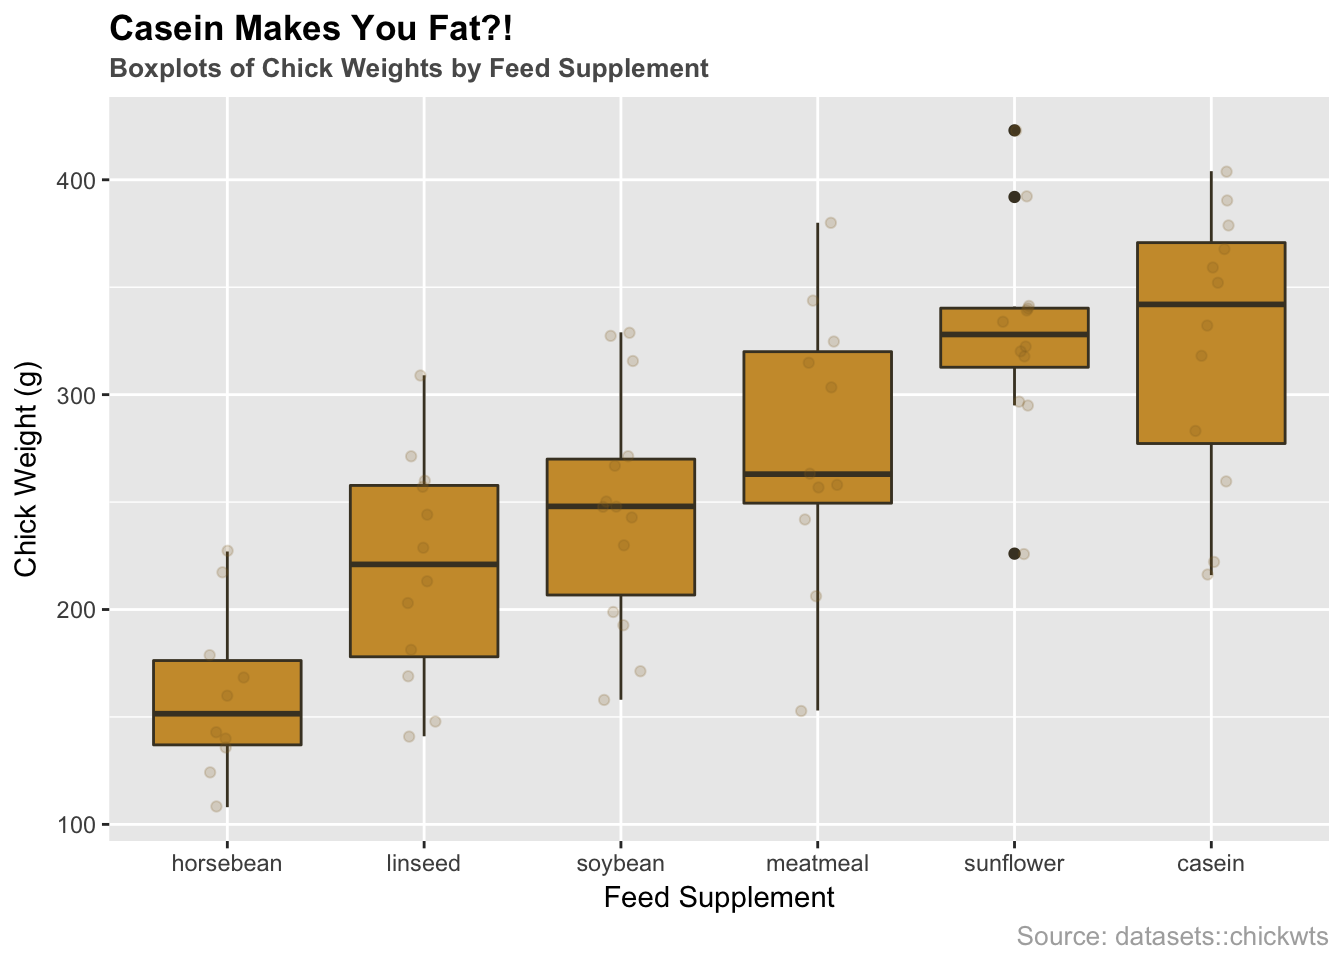 Casein Makes You Fat?!
Boxplots of Chick Weights by Feed Supplement
Chick Weight (g)
400
300
200
100
horsebean linseed soybean meatmeal sunflower casein
Feed Supplement
Source: datasets::chickwts